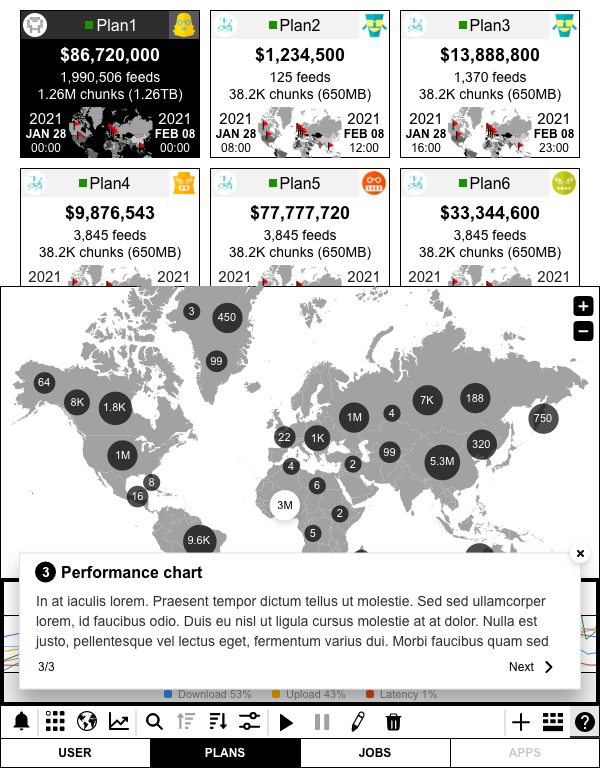 Plan1
$86,720,000
1,990,506 feeds
1.26M chunks (1.26TB)
2021 2021
JAN 28 FEB 08
00:00 00:00
Plan2
$1,234,500
125 feeds
38.2K chunks (650MB)
2021 2021
JAN 28 FEB 08
08:00 12:00
Plan3
$13,888,800
1,370 feeds
38.2K chunks (650MB)
2021 2021
JAN 28 FEB 08
16:00 23:00
Plan4
$9,876,543
3,845 feeds
38.2K chunks (650MB)
2021 2021
Plan5
$77,777,720
3,845 feeds
38.2K chunks (650MB)
2021 2021
Plan6
$33,344,600
3,845 feeds
38.2K chunks (650MB)
2021 2021
3
450
99
64
8K
1.8K
1M
8
16
9.6K
22
1K
1M
4
7K
188
750
320
5.3M
99
2
4
6
3M
2
5
3 Performance chart
In at iaculis lorem. Praesent tempor dictum tellus ut molestie. Sed sed ullamcorper
lorem, id faucibus odio. Duis eu nisl ut ligula cursus molestie at at dolor. Nulla est
justo, pellentesque vel lectus eget, fermentum varius dui. Morbi faucibus quam sed
3/3 Next
Download 53% Upload 43% Latency 1%
USER PLANS JOBS APPS